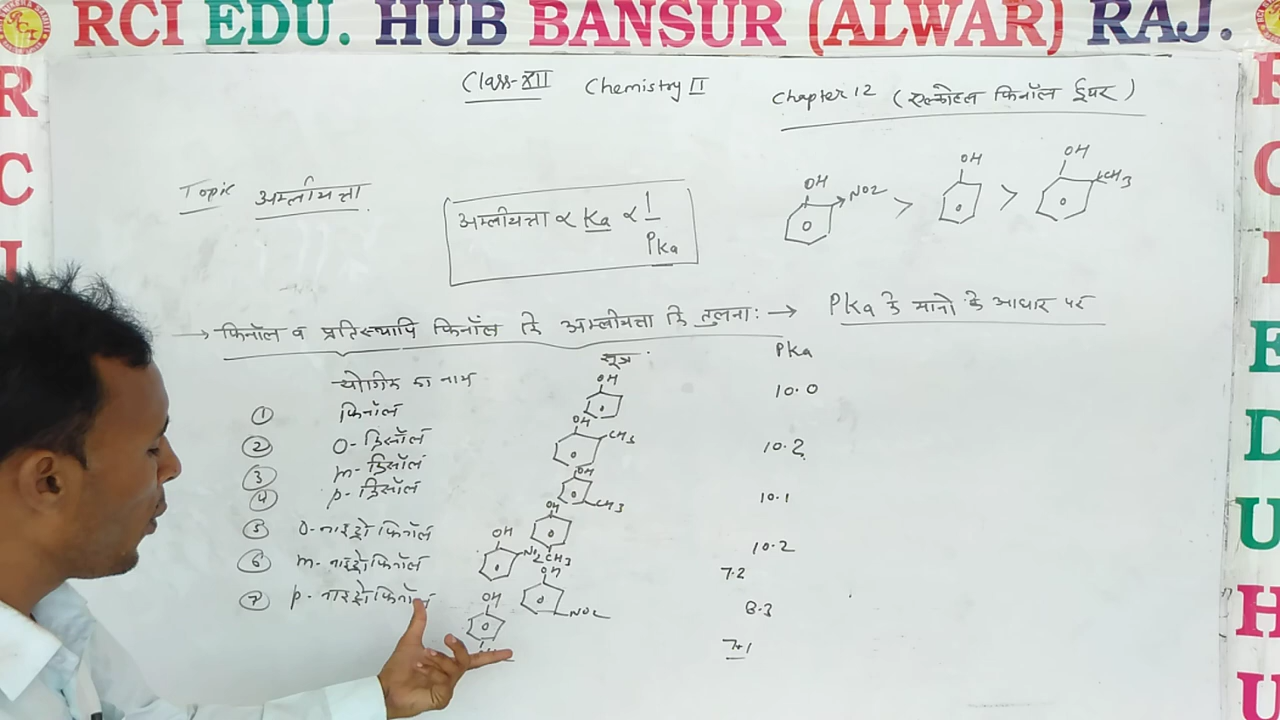 RCI EDU. HUB BANSUR (ALWAR) RAJ.
Class-XII Chemistry II Chapter 12 (एल्कोहल फिनॉल ईथर)
Topic अम्लीयता
अम्लीयता ∝ Ka ∝ 1/Pka
OH NO2 > OH > OH CH3
→ फिनॉल व प्रतिस्थापि फिनॉल कि अम्लीयता कि तुलना: → Pka के मानो के आधार पर
यौगिक का नाम सूत्र Pka
① फिनॉल OH 10.0
② o-क्रिसॉल OH CH3 10.2
③ m-क्रिसॉल OH CH3 10.1
④ p-क्रिसॉल OH CH3 10.2
⑤ o-नाइट्रो फिनॉल OH NO2 7.2
⑥ m-नाइट्रो फिनॉल OH NO2 8.3
⑦ p-नाइट्रो फिनॉल OH 7.1
R
C
I
R
C
I
E
D
U
H
U